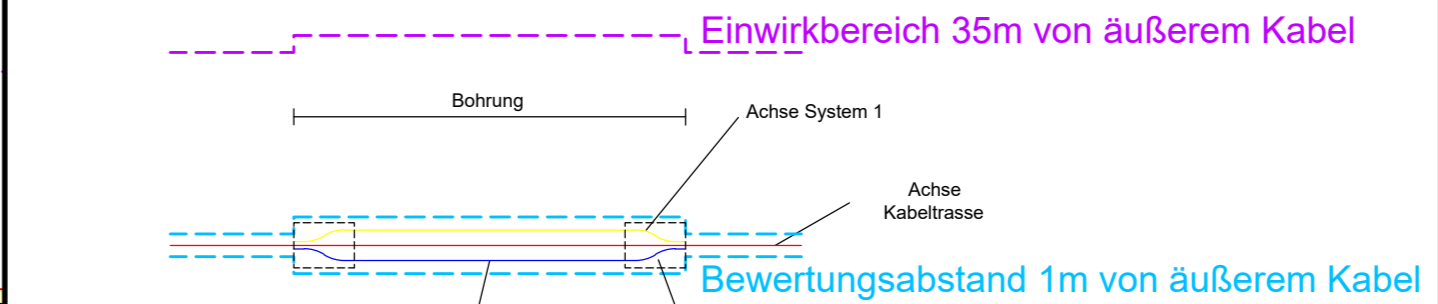 Einwirkbereich 35m von äußerem Kabel
Bohrung
Achse System 1
Achse
Kabeltrasse
Bewertungsabstand 1m von äußerem Kabel